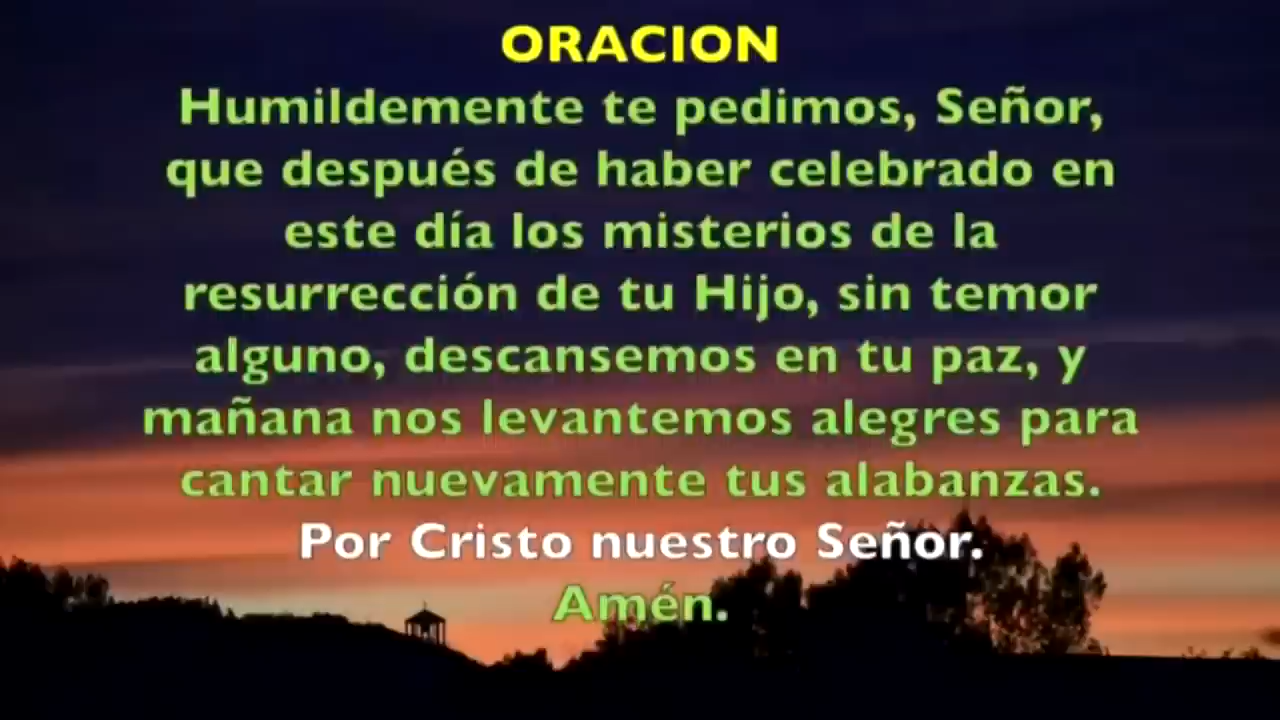 ORACION
Humildemente te pedimos, Señor,
que después de haber celebrado en
este día los misterios de la
resurrección de tu Hijo, sin temor
alguno, descansemos en tu paz, y
mañana nos levantemos alegres para
cantar nuevamente tus alabanzas.
Por Cristo nuestro Señor.
Amén.